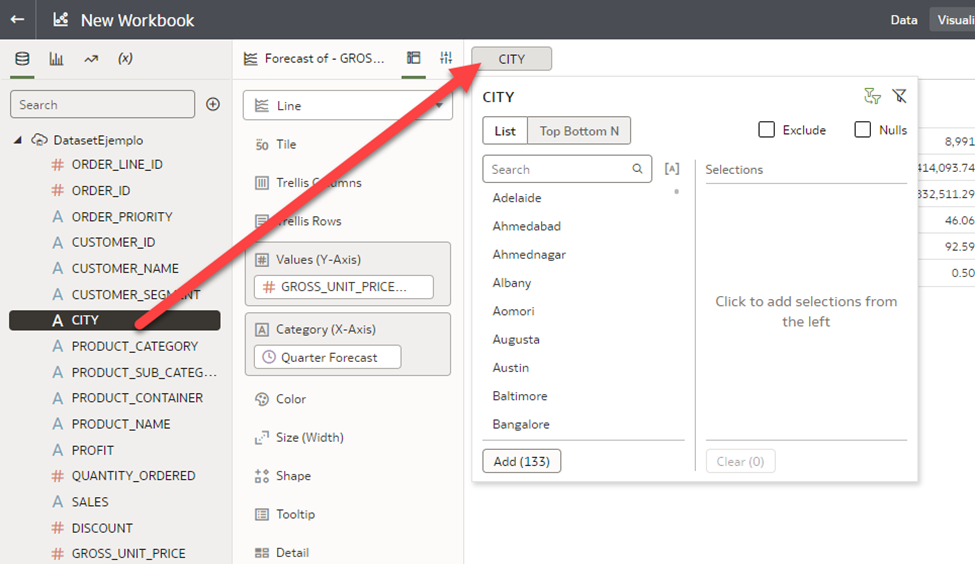 New Workbook
Data
Visuali
(x)
Search
DatasetEjemplo
# ORDER_LINE_ID
# ORDER_ID
A ORDER_PRIORITY
A CUSTOMER_ID
A CUSTOMER_NAME
A CUSTOMER_SEGMENT
A CITY
A PRODUCT_CATEGORY
A PRODUCT_SUB_CATEG...
A PRODUCT_CONTAINER
A PRODUCT_NAME
A PROFIT
# QUANTITY_ORDERED
A SALES
# DISCOUNT
# GROSS_UNIT_PRICE
Forecast of - GROS...
Line
50 Tile
Trellis Columns
Trellis Rows
# Values (Y-Axis)
# GROSS_UNIT_PRICE...
A Category (X-Axis)
Quarter Forecast
Color
Size (Width)
Shape
Tooltip
Detail
CITY
CITY
List
Top Bottom N
Exclude
Nulls
Search
[A]
Adelaide
Ahmedabad
Ahmednagar
Albany
Aomori
Augusta
Austin
Baltimore
Bangalore
Add (133)
Selections
Click to add selections from
the left
Clear (0)
8,991
414,093.74
332,511.29
46.06
92.59
0.50